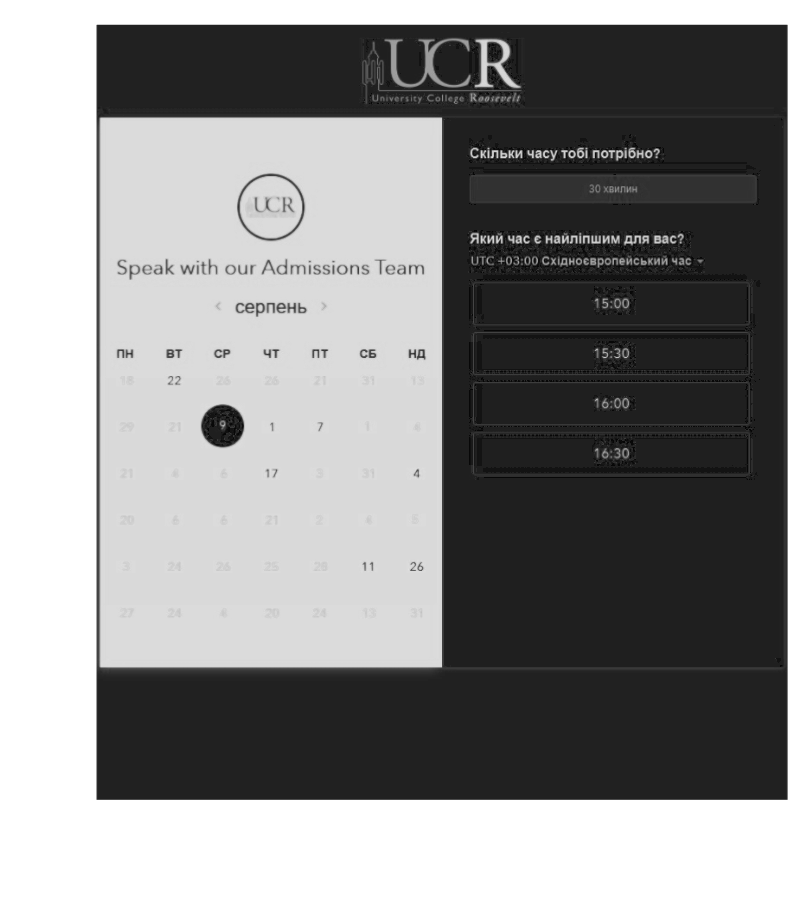 UCR
University College Roosevelt
UCR
Speak with our Admissions Team
‹ серпень ›
ПН ВТ СР ЧТ ПТ СБ НД
18 22 26 26 21 31 13
29 21 9 1 7 1 6
21 4 6 17 3 31 4
20 6 6 21 2 4 5
3 24 26 25 29 11 26
27 24 6 20 24 13 31
Скільки часу тобі потрібно?
30 хвилин
Який час є найліпшим для вас?
UTC +03:00 Східноєвропейський час
15:00
15:30
16:00
16:30